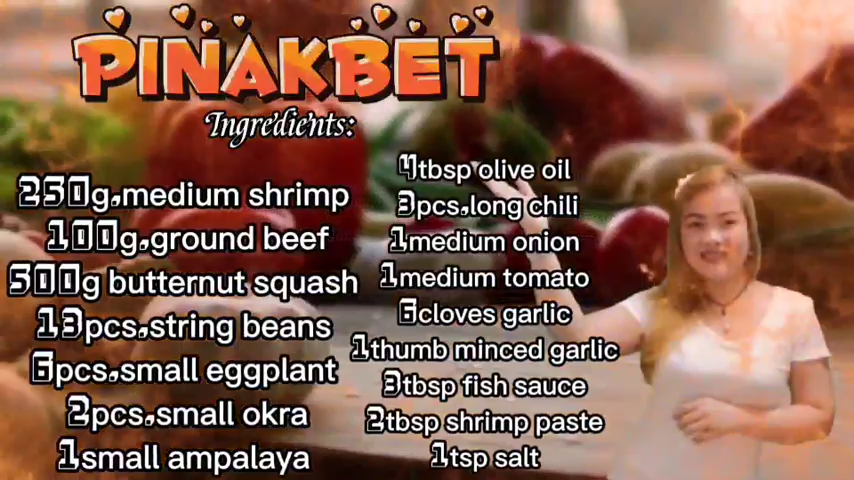 PINAKBET
Ingredients:
250g.medium shrimp
100g.ground beef
500g butternut squash
13pcs.string beans
6pcs.small eggplant
2pcs.small okra
1small ampalaya
4tbsp olive oil
3pcs.long chili
1medium onion
1medium tomato
6cloves garlic
1thumb minced garlic
3tbsp fish sauce
2tbsp shrimp paste
1tsp salt